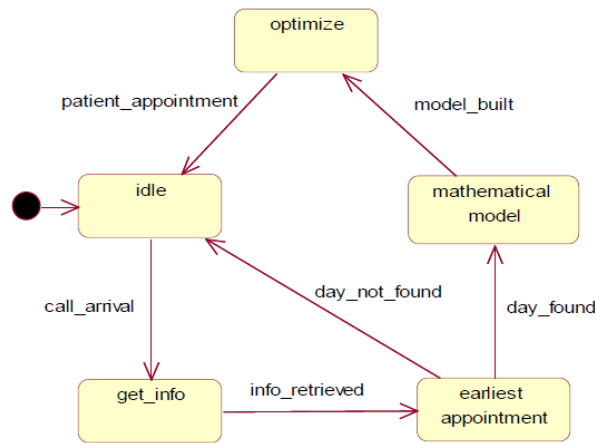 optimize
patient_appointment
model_built
idle
mathematical
model
day_not_found
call_arrival
day_found
get_info
info_retrieved
earliest
appointment